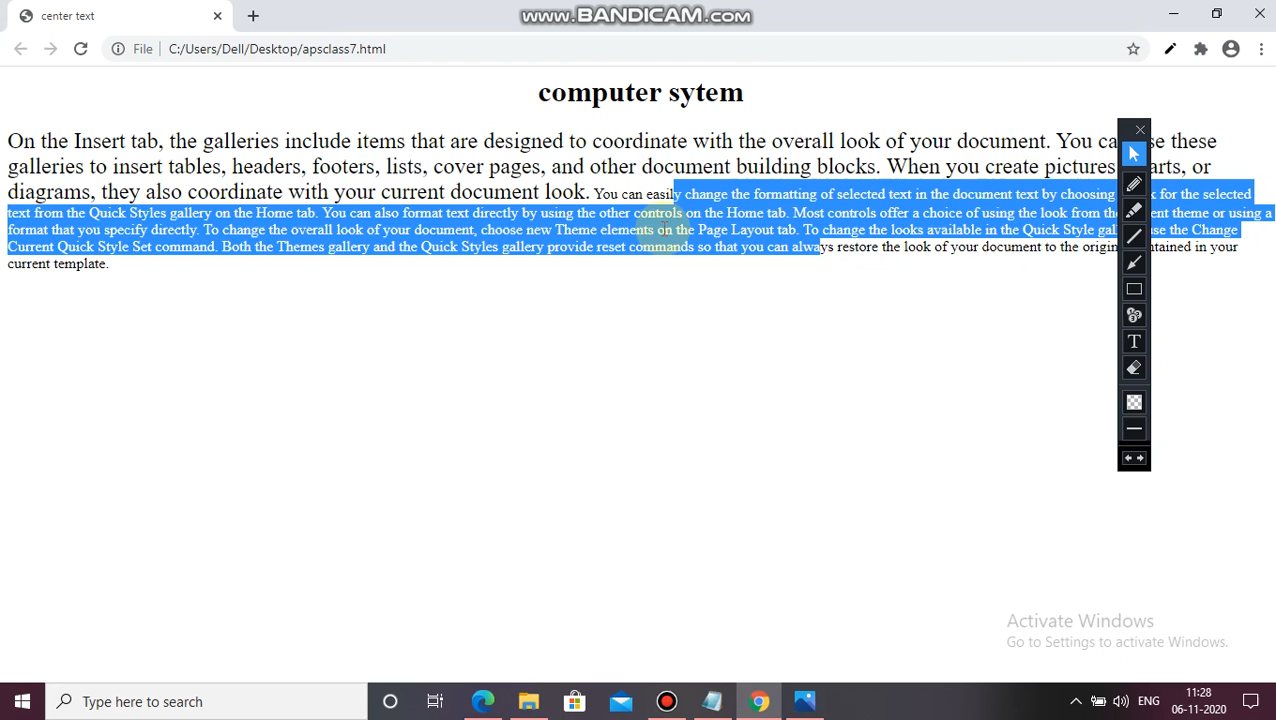 center text
www.BANDICAM.com
File
C:/Users/Dell/Desktop/apsclass7.html
computer sytem
On the Insert tab, the galleries include items that are designed to coordinate with the overall look of your document. You ca se these
galleries to insert tables, headers, footers, lists, cover pages, and other document building blocks. When you create pictures arts, or
diagrams, they also coordinate with your current document look. You can easily change the formatting of selected text in the document text by choosing k for the selected
text from the Quick Styles gallery on the Home tab. You can also format text directly by using the other controls on the Home tab. Most controls offer a choice of using the look from the ent theme or using a
format that you specify directly. To change the overall look of your document, choose new Theme elements on the Page Layout tab. To change the looks available in the Quick Style gal use the Change
Current Quick Style Set command. Both the Themes gallery and the Quick Styles gallery provide reset commands so that you can always restore the look of your document to the origin ntained in your
current template.
T
Activate Windows
Go to Settings to activate Windows.
Type here to search
ENG
11:28
06-11-2020